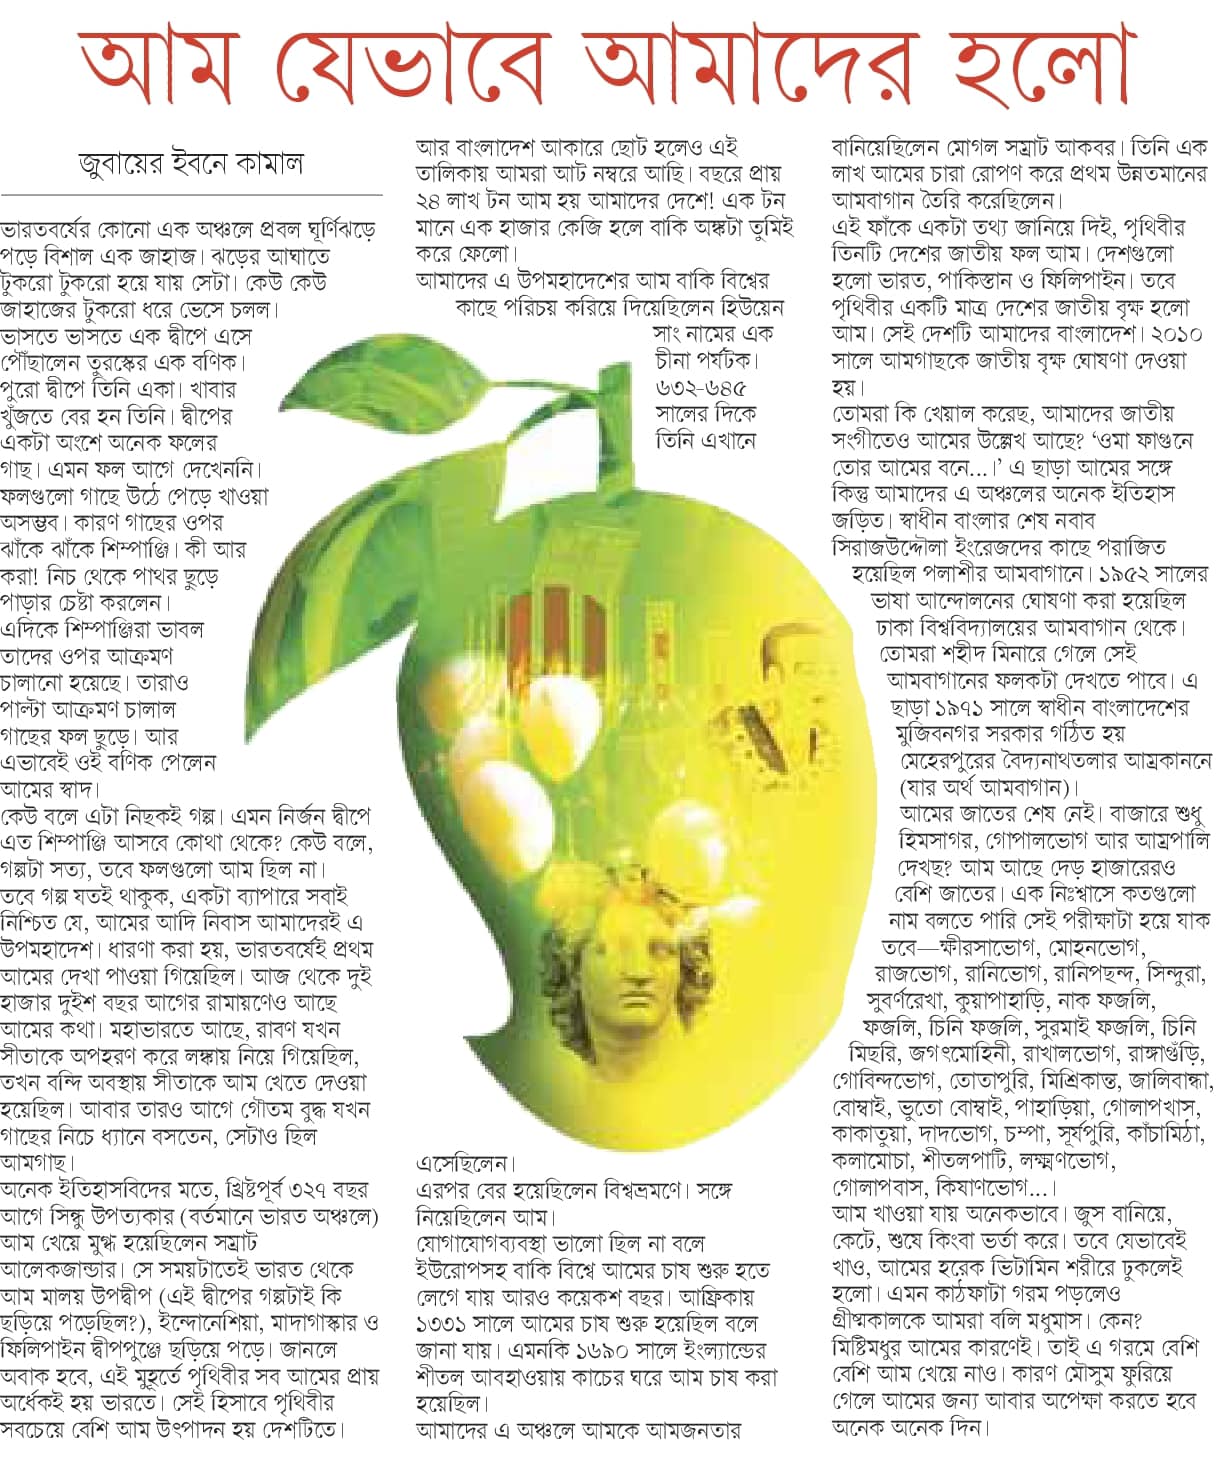 আম যেভাবে আমাদের হলো
জুবায়ের ইবনে কামাল
ভারতবর্ষের কোনো এক অঞ্চলে প্রবল ঘূর্ণিঝড়ে
পড়ে বিশাল এক জাহাজ। ঝড়ের আঘাতে
টুকরো টুকরো হয়ে যায় সেটা। কেউ কেউ
জাহাজের টুকরো ধরে ভেসে চলল।
ভাসতে ভাসতে এক দ্বীপে এসে
পৌঁছালেন তুরস্কের এক বণিক।
পুরো দ্বীপে তিনি একা। খাবার
খুঁজতে বের হন তিনি। দ্বীপের
একটা অংশে অনেক ফলের
গাছ। এমন ফল আগে দেখেননি।
ফলগুলো গাছে উঠে পেড়ে খাওয়া
অসম্ভব। কারণ গাছের ওপর
ঝাঁকে ঝাঁকে শিম্পাঞ্জি। কী আর
করা! নিচ থেকে পাথর ছুড়ে
পাড়ার চেষ্টা করলেন।
এদিকে শিম্পাঞ্জিরা ভাবল
তাদের ওপর আক্রমণ
চালানো হয়েছে। তারাও
পাল্টা আক্রমণ চালাল
গাছের ফল ছুড়ে। আর
এভাবেই ওই বণিক পেলেন
আমের স্বাদ।
কেউ বলে এটা নিছকই গল্প। এমন নির্জন দ্বীপে
এত শিম্পাঞ্জি আসবে কোথা থেকে? কেউ বলে,
গল্পটা সত্য, তবে ফলগুলো আম ছিল না।
তবে গল্প যতই থাকুক, একটা ব্যাপারে সবাই
নিশ্চিত যে, আমের আদি নিবাস আমাদেরই এ
উপমহাদেশ। ধারণা করা হয়, ভারতবর্ষেই প্রথম
আমের দেখা পাওয়া গিয়েছিল। আজ থেকে দুই
হাজার দুইশ বছর আগের রামায়ণেও আছে
আমের কথা। মহাভারতে আছে, রাবণ যখন
সীতাকে অপহরণ করে লঙ্কায় নিয়ে গিয়েছিল,
তখন বন্দি অবস্থায় সীতাকে আম খেতে দেওয়া
হয়েছিল। আবার তারও আগে গৌতম বুদ্ধ যখন
গাছের নিচে ধ্যানে বসতেন, সেটাও ছিল
আমগাছ।
অনেক ইতিহাসবিদের মতে, খ্রিষ্টপূর্ব ৩২৭ বছর
আগে সিন্ধু উপত্যকার (বর্তমানে ভারত অঞ্চলে)
আম খেয়ে মুগ্ধ হয়েছিলেন সম্রাট
আলেকজান্ডার। সে সময়টাতেই ভারত থেকে
আম মালয় উপদ্বীপ (এই দ্বীপের গল্পটাই কি
ছড়িয়ে পড়েছিল?), ইন্দোনেশিয়া, মাদাগাস্কার ও
ফিলিপাইন দ্বীপপুঞ্জে ছড়িয়ে পড়ে। জানলে
অবাক হবে, এই মুহূর্তে পৃথিবীর সব আমের প্রায়
অর্ধেকই হয় ভারতে। সেই হিসাবে পৃথিবীর
সবচেয়ে বেশি আম উৎপাদন হয় দেশটিতে।
আর বাংলাদেশ আকারে ছোট হলেও এই
তালিকায় আমরা আট নম্বরে আছি। বছরে প্রায়
২৪ লাখ টন আম হয় আমাদের দেশে! এক টন
মানে এক হাজার কেজি হলে বাকি অঙ্কটা তুমিই
করে ফেলো।
আমাদের এ উপমহাদেশের আম বাকি বিশ্বের
কাছে পরিচয় করিয়ে দিয়েছিলেন হিউয়েন
সাং নামের এক
চীনা পর্যটক।
৬৩২-৬৪৫
সালের দিকে
তিনি এখানে
এসেছিলেন।
এরপর বের হয়েছিলেন বিশ্বভ্রমণে। সঙ্গে
নিয়েছিলেন আম।
যোগাযোগব্যবস্থা ভালো ছিল না বলে
ইউরোপসহ বাকি বিশ্বে আমের চাষ শুরু হতে
লেগে যায় আরও কয়েকশ বছর। আফ্রিকায়
১৩৩১ সালে আমের চাষ শুরু হয়েছিল বলে
জানা যায়। এমনকি ১৬৯০ সালে ইংল্যান্ডের
শীতল আবহাওয়ায় কাচের ঘরে আম চাষ করা
হয়েছিল।
আমাদের এ অঞ্চলে আমকে আমজনতার
বানিয়েছিলেন মোগল সম্রাট আকবর। তিনি এক
লাখ আমের চারা রোপণ করে প্রথম উন্নতমানের
আমবাগান তৈরি করেছিলেন।
এই ফাঁকে একটা তথ্য জানিয়ে দিই, পৃথিবীর
তিনটি দেশের জাতীয় ফল আম। দেশগুলো
হলো ভারত, পাকিস্তান ও ফিলিপাইন। তবে
পৃথিবীর একটি মাত্র দেশের জাতীয় বৃক্ষ হলো
আম। সেই দেশটি আমাদের বাংলাদেশ। ২০১০
সালে আমগাছকে জাতীয় বৃক্ষ ঘোষণা দেওয়া
হয়।
তোমরা কি খেয়াল করেছ, আমাদের জাতীয়
সংগীতেও আমের উল্লেখ আছে? ‘ওমা ফাগুনে
তোর আমের বনে...।’ এ ছাড়া আমের সঙ্গে
কিন্তু আমাদের এ অঞ্চলের অনেক ইতিহাস
জড়িত। স্বাধীন বাংলার শেষ নবাব
সিরাজউদ্দৌলা ইংরেজদের কাছে পরাজিত
হয়েছিল পলাশীর আমবাগানে। ১৯৫২ সালের
ভাষা আন্দোলনের ঘোষণা করা হয়েছিল
ঢাকা বিশ্ববিদ্যালয়ের আমবাগান থেকে।
তোমরা শহীদ মিনারে গেলে সেই
আমবাগানের ফলকটা দেখতে পাবে। এ
ছাড়া ১৯৭১ সালে স্বাধীন বাংলাদেশের
মুজিবনগর সরকার গঠিত হয়
মেহেরপুরের বৈদ্যনাথতলার আম্রকাননে
(যার অর্থ আমবাগান)।
আমের জাতের শেষ নেই। বাজারে শুধু
হিমসাগর, গোপালভোগ আর আম্রপালি
দেখছ? আম আছে দেড় হাজারেরও
বেশি জাতের। এক নিঃশ্বাসে কতগুলো
নাম বলতে পারি সেই পরীক্ষাটা হয়ে যাক
তবে—ক্ষীরসাভোগ, মোহনভোগ,
রাজভোগ, রানিভোগ, রানিপছন্দ, সিন্দুরা,
সুবর্ণরেখা, কুয়াপাহাড়ি, নাক ফজলি,
ফজলি, চিনি ফজলি, সুরমাই ফজলি, চিনি
মিছরি, জগৎমোহিনী, রাখালভোগ, রাঙ্গাগুঁড়ি,
গোবিন্দভোগ, তোতাপুরি, মিশ্রিকান্ত, জালিবান্ধা,
বোম্বাই, ভুতো বোম্বাই, পাহাড়িয়া, গোলাপখাস,
কাকাতুয়া, দাদভোগ, চম্পা, সূর্যপুরি, কাঁচামিঠা,
কলামোচা, শীতলপাটি, লক্ষ্মণভোগ,
গোলাপবাস, কিষাণভোগ...।
আম খাওয়া যায় অনেকভাবে। জুস বানিয়ে,
কেটে, শুষে কিংবা ভর্তা করে। তবে যেভাবেই
খাও, আমের হরেক ভিটামিন শরীরে ঢুকলেই
হলো। এমন কাঠফাটা গরম পড়লেও
গ্রীষ্মকালকে আমরা বলি মধুমাস। কেন?
মিষ্টিমধুর আমের কারণেই। তাই এ গরমে বেশি
বেশি আম খেয়ে নাও। কারণ মৌসুম ফুরিয়ে
গেলে আমের জন্য আবার অপেক্ষা করতে হবে
অনেক অনেক দিন।